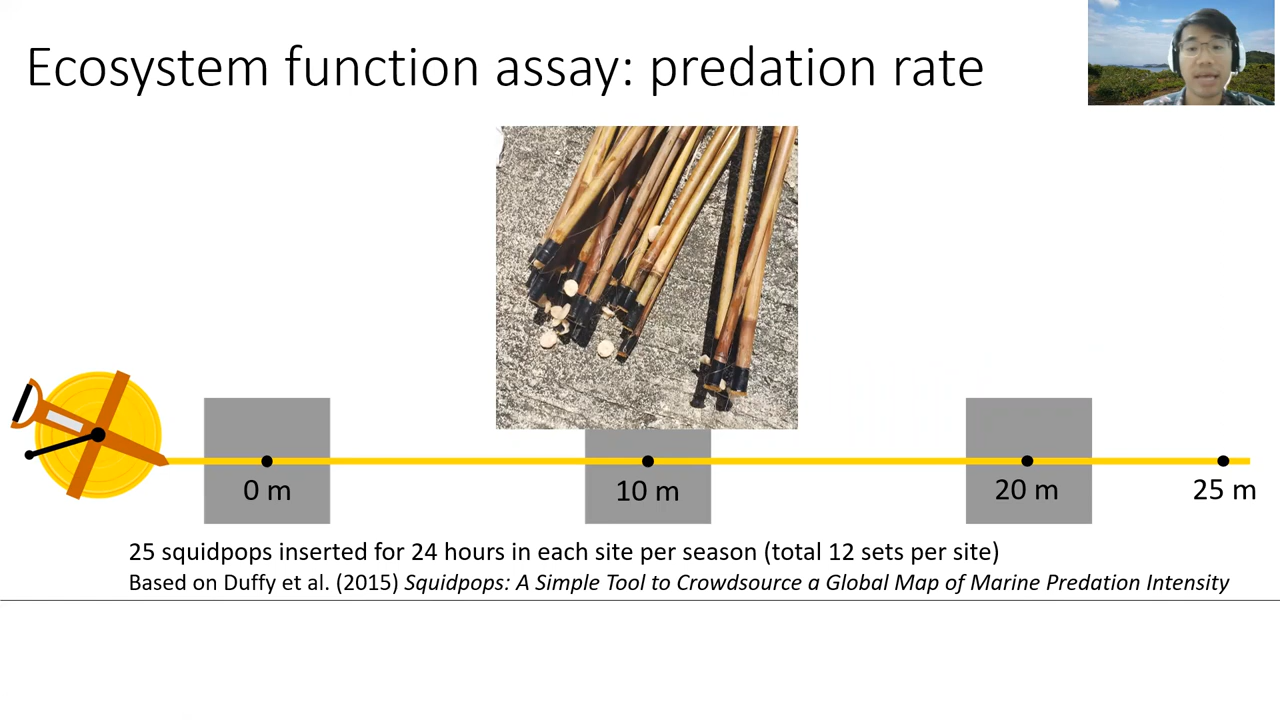 Ecosystem function assay: predation rate
0 m
10 m
20 m
25 m
25 squidpops inserted for 24 hours in each site per season (total 12 sets per site)
Based on Duffy et al. (2015) Squidpops: A Simple Tool to Crowdsource a Global Map of Marine Predation Intensity